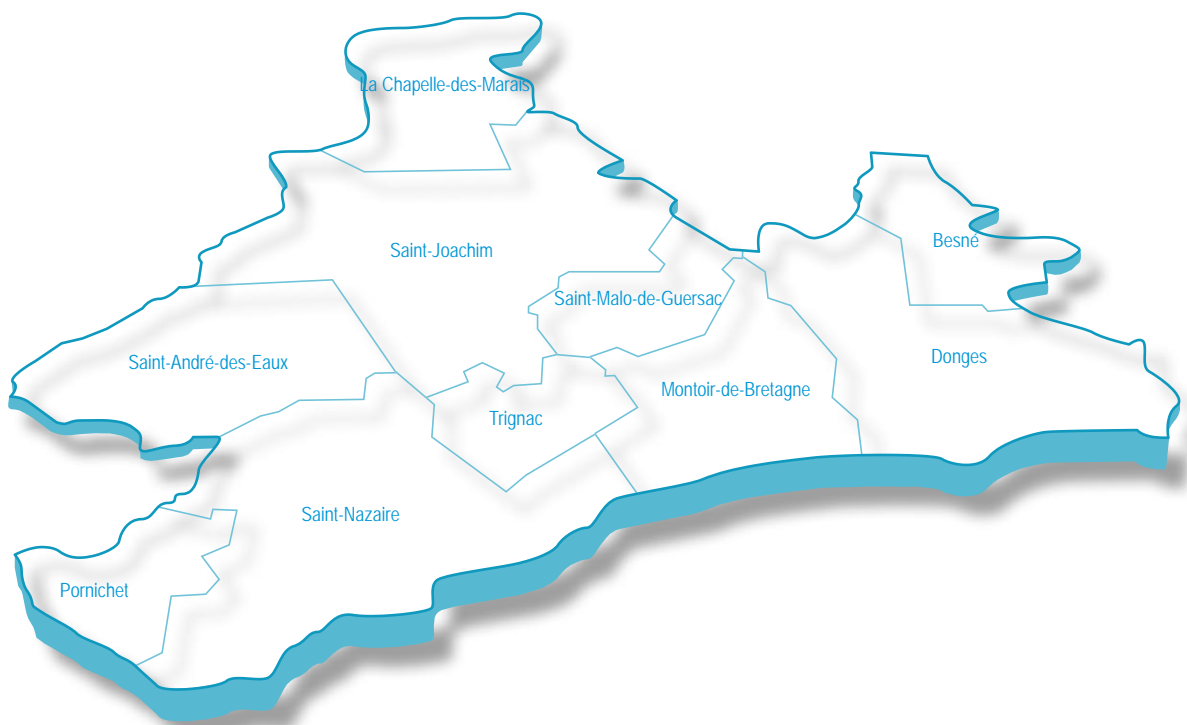 La Chapelle-des-Marais
Besné
Saint-Joachim
Saint-Malo-de-Guersac
Saint-André-des-Eaux
Donges
Montoir-de-Bretagne
Trignac
Saint-Nazaire
Pornichet